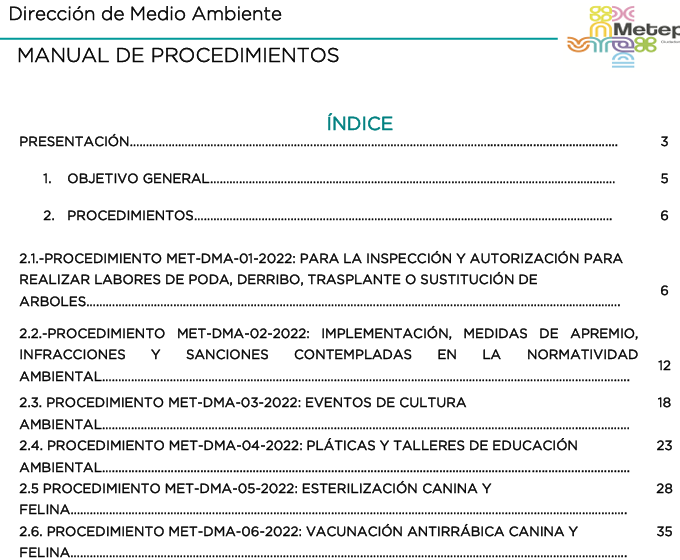 Dirección de Medio Ambiente
Metep
MANUAL DE PROCEDIMIENTOS
ÍNDICE
PRESENTACIÓN.......................................................................................................................................................... 3
1. OBJETIVO GENERAL............................................................................................................................. 5
2. PROCEDIMIENTOS................................................................................................................................. 6
2.1.-PROCEDIMIENTO MET-DMA-01-2022: PARA LA INSPECCIÓN Y AUTORIZACIÓN PARA
REALIZAR LABORES DE PODA, DERRIBO, TRASPLANTE O SUSTITUCIÓN DE
ARBOLES..................................................................................................................................................................... 6
2.2.-PROCEDIMIENTO MET-DMA-02-2022: IMPLEMENTACIÓN, MEDIDAS DE APREMIO,
INFRACCIONES Y SANCIONES CONTEMPLADAS EN LA NORMATIVIDAD
AMBIENTAL................................................................................................................................................................... 12
2.3. PROCEDIMIENTO MET-DMA-03-2022: EVENTOS DE CULTURA 18
AMBIENTAL...................................................................................................................................................................
2.4. PROCEDIMIENTO MET-DMA-04-2022: PLÁTICAS Y TALLERES DE EDUCACIÓN 23
AMBIENTAL...................................................................................................................................................................
2.5 PROCEDIMIENTO MET-DMA-05-2022: ESTERILIZACIÓN CANINA Y 28
FELINA............................................................................................................................................................................
2.6. PROCEDIMIENTO MET-DMA-06-2022: VACUNACIÓN ANTIRRÁBICA CANINA Y 35
FELINA............................................................................................................................................................................